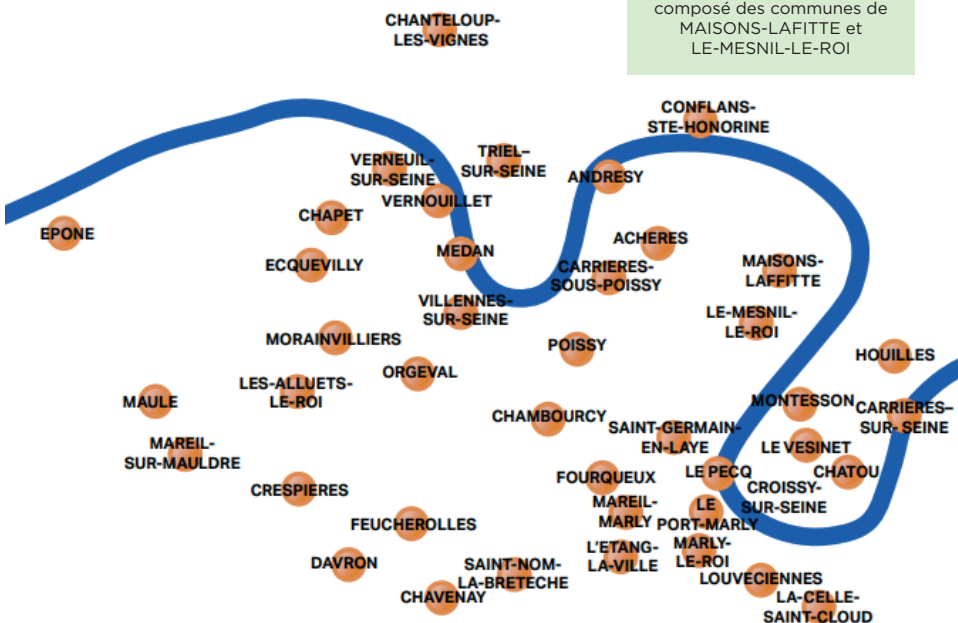 composé des communes de
MAISONS-LAFITTE et
LE-MESNIL-LE-ROI
CHANTELOUP-
LES-VIGNES
CONFLANS-
STE-HONORINE
TRIEL–
SUR-SEINE
VERNEUIL-
SUR-SEINE
ANDRESY
VERNOUILLET
CHAPET
EPONE
ACHERES
MEDAN
ECQUEVILLY
CARRIERES-
SOUS-POISSY
MAISONS-
LAFFITTE
VILLENNES-
SUR-SEINE
LE-MESNIL-
LE-ROI
MORAINVILLIERS
POISSY
HOUILLES
ORGEVAL
LES-ALLUETS-
LE-ROI
MAULE
MONTESSON
CARRIERES–
SUR- SEINE
CHAMBOURCY
SAINT-GERMAIN-
EN-LAYE
MAREIL-
SUR-MAULDRE
LE VESINET
LE PECQ
CHATOU
FOURQUEUX
CROISSY-
SUR-SEINE
CRESPIERES
MAREIL-
MARLY
LE
PORT-MARLY
FEUCHEROLLES
L'ETANG-
LA-VILLE
MARLY-
LE-ROI
DAVRON
SAINT-NOM-
LA-BRETECHE
LOUVECIENNES
CHAVENAY
LA-CELLE-
SAINT-CLOUD